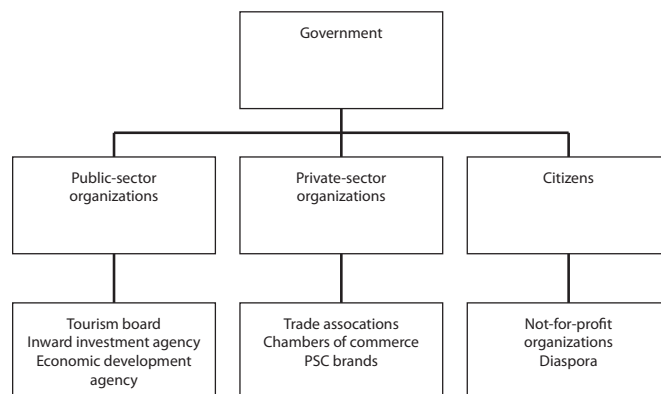 Government
Public-sector
organizations
Private-sector
organizations
Citizens
Tourism board
Inward investment agency
Economic development
agency
Trade assocations
Chambers of commerce
PSC brands
Not-for-profit
organizations
Diaspora